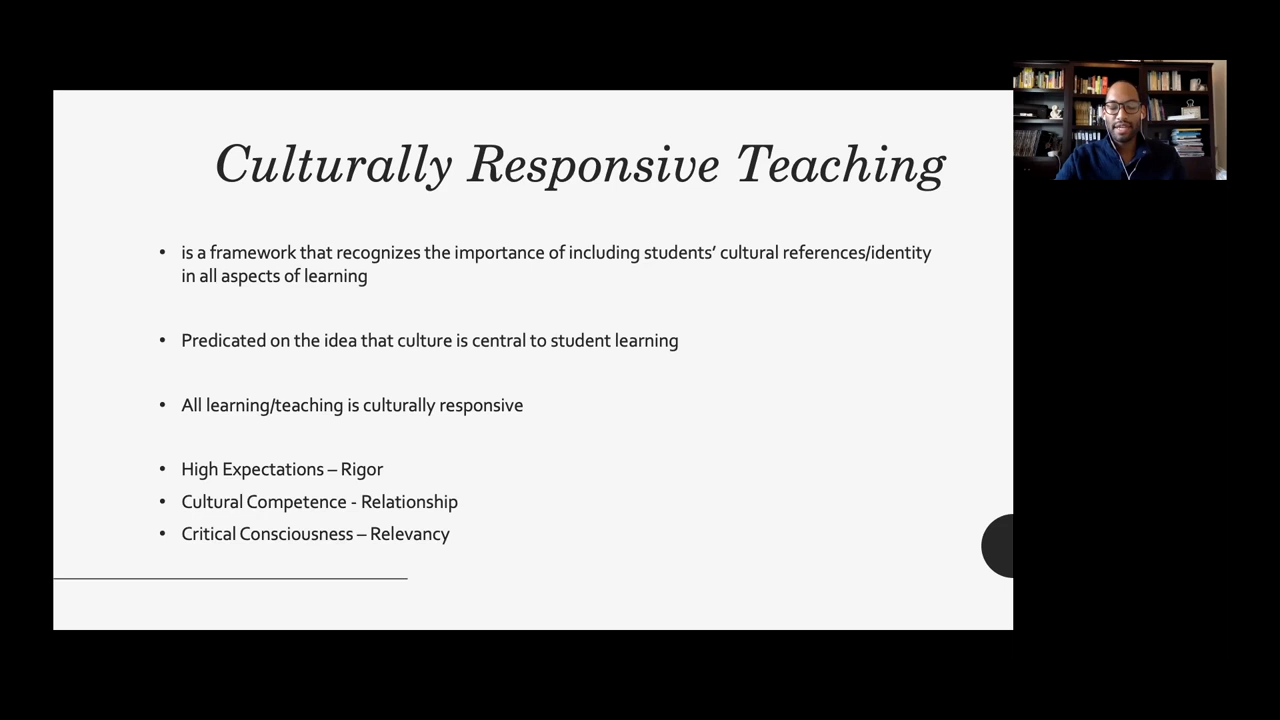 Culturally Responsive Teaching
• is a framework that recognizes the importance of including students’ cultural references/identity
in all aspects of learning
• Predicated on the idea that culture is central to student learning
• All learning/teaching is culturally responsive
• High Expectations – Rigor
• Cultural Competence - Relationship
• Critical Consciousness – Relevancy